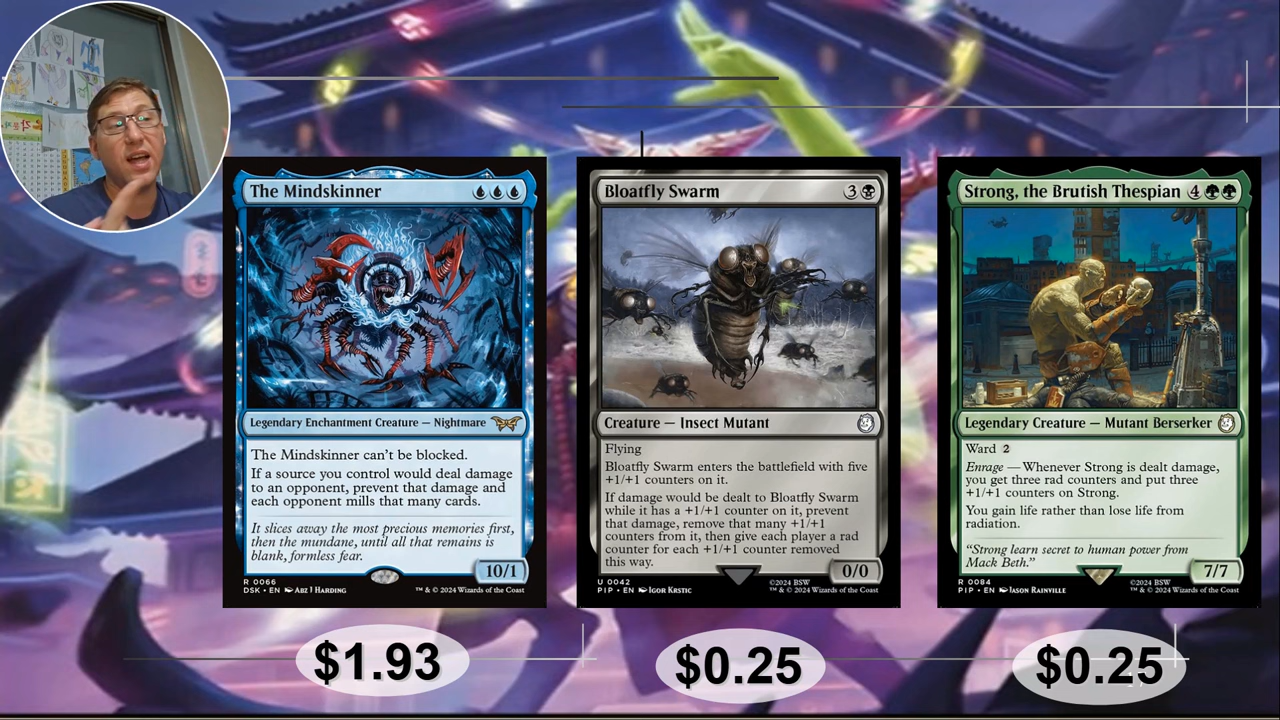 The Mindskinner
Legendary Enchantment Creature — Nightmare
The Mindskinner can't be blocked.
If a source you control would deal damage
to an opponent, prevent that damage and
each opponent mills that many cards.
It slices away the most precious memories first,
then the mundane, until all that remains is
blank, formless fear.
10/1
R 0066
DSK • EN ABZ J HARDING
™ & © 2024 Wizards of the Coast
$1.93
Bloatfly Swarm 3
Creature — Insect Mutant
Flying
Bloatfly Swarm enters the battlefield with five
+1/+1 counters on it.
If damage would be dealt to Bloatfly Swarm
while it has a +1/+1 counter on it, prevent
that damage, remove that many +1/+1
counters from it, then give each player a rad
counter for each +1/+1 counter removed
this way.
0/0
U 0042
PIP • EN IGOR KRSTIC
©2024 BSW
™ & © 2024 Wizards of the Coast
$0.25
Strong, the Brutish Thespian 4
Legendary Creature — Mutant Berserker
Ward 2
Enrage — Whenever Strong is dealt damage,
you get three rad counters and put three
+1/+1 counters on Strong.
You gain life rather than lose life from
radiation.
"Strong learn secret to human power from
Mack Beth."
7/7
R 0084
PIP • EN JASON RAINVILLE
©2024 BSW
™ & © 2024 Wizards of the Coast
$0.25